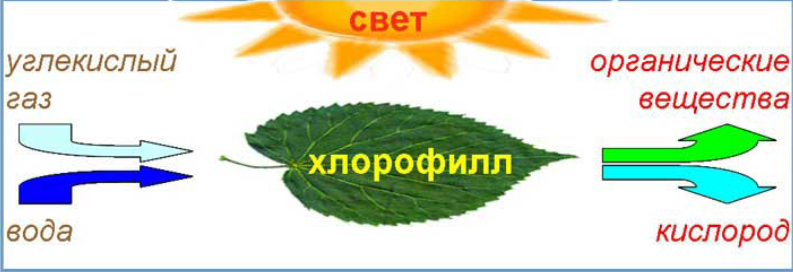 свет
углекислый
газ
органические
вещества
хлорофилл
вода
кислород